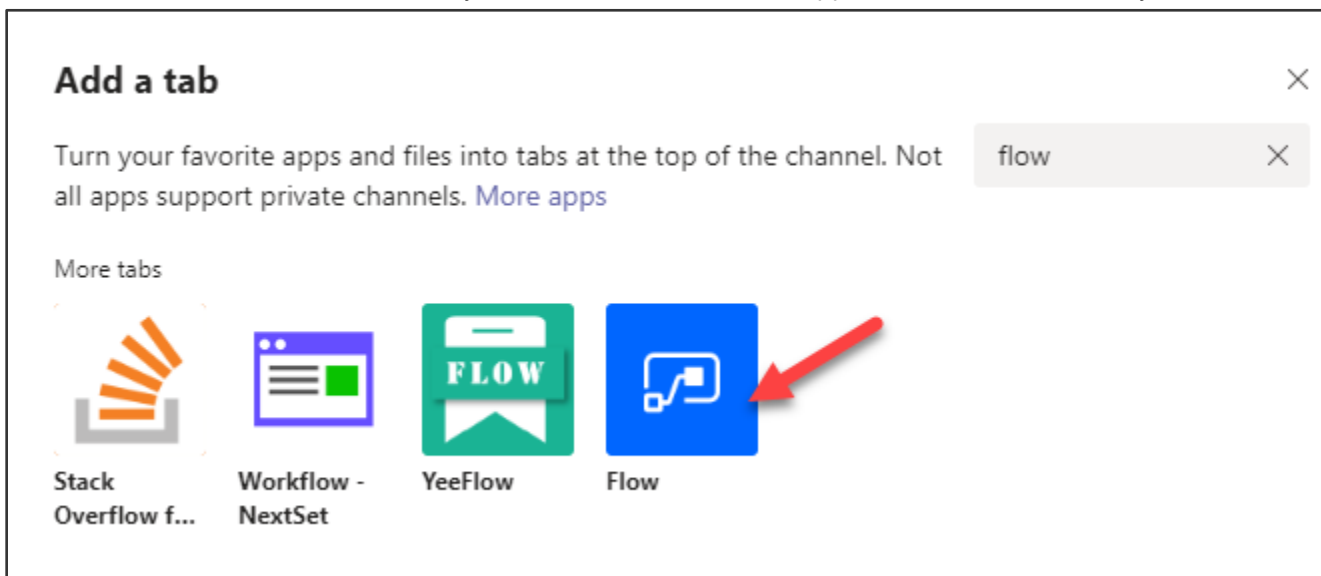 Add a tab
Turn your favorite apps and files into tabs at the top of the channel. Not
all apps support private channels. More apps
flow
More tabs
FLOW
Stack
Overflow f...
Workflow -
NextSet
YeeFlow
Flow